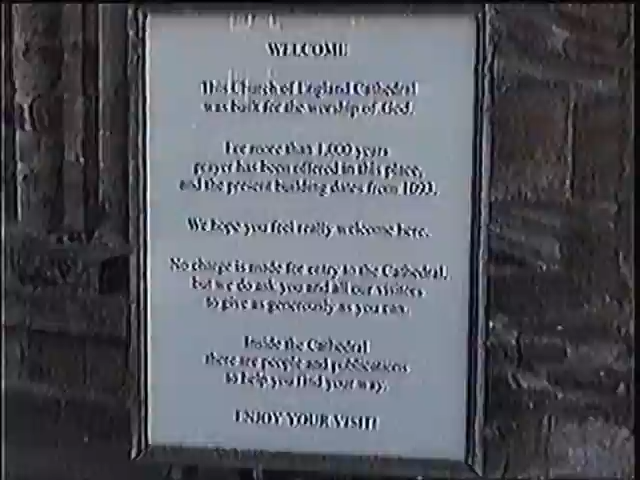 WELCOME
This Church of England Cathedral
was built for the worship of God.
For more than 1,000 years
prayer has been offered in this place,
and the present building dates from 1093.
We hope you feel really welcome here.
No charge is made for entry to the Cathedral,
but we do ask you and all our visitors
to give as generously as you can.
Inside the Cathedral
there are people and publications
to help you find your way.
ENJOY YOUR VISIT!